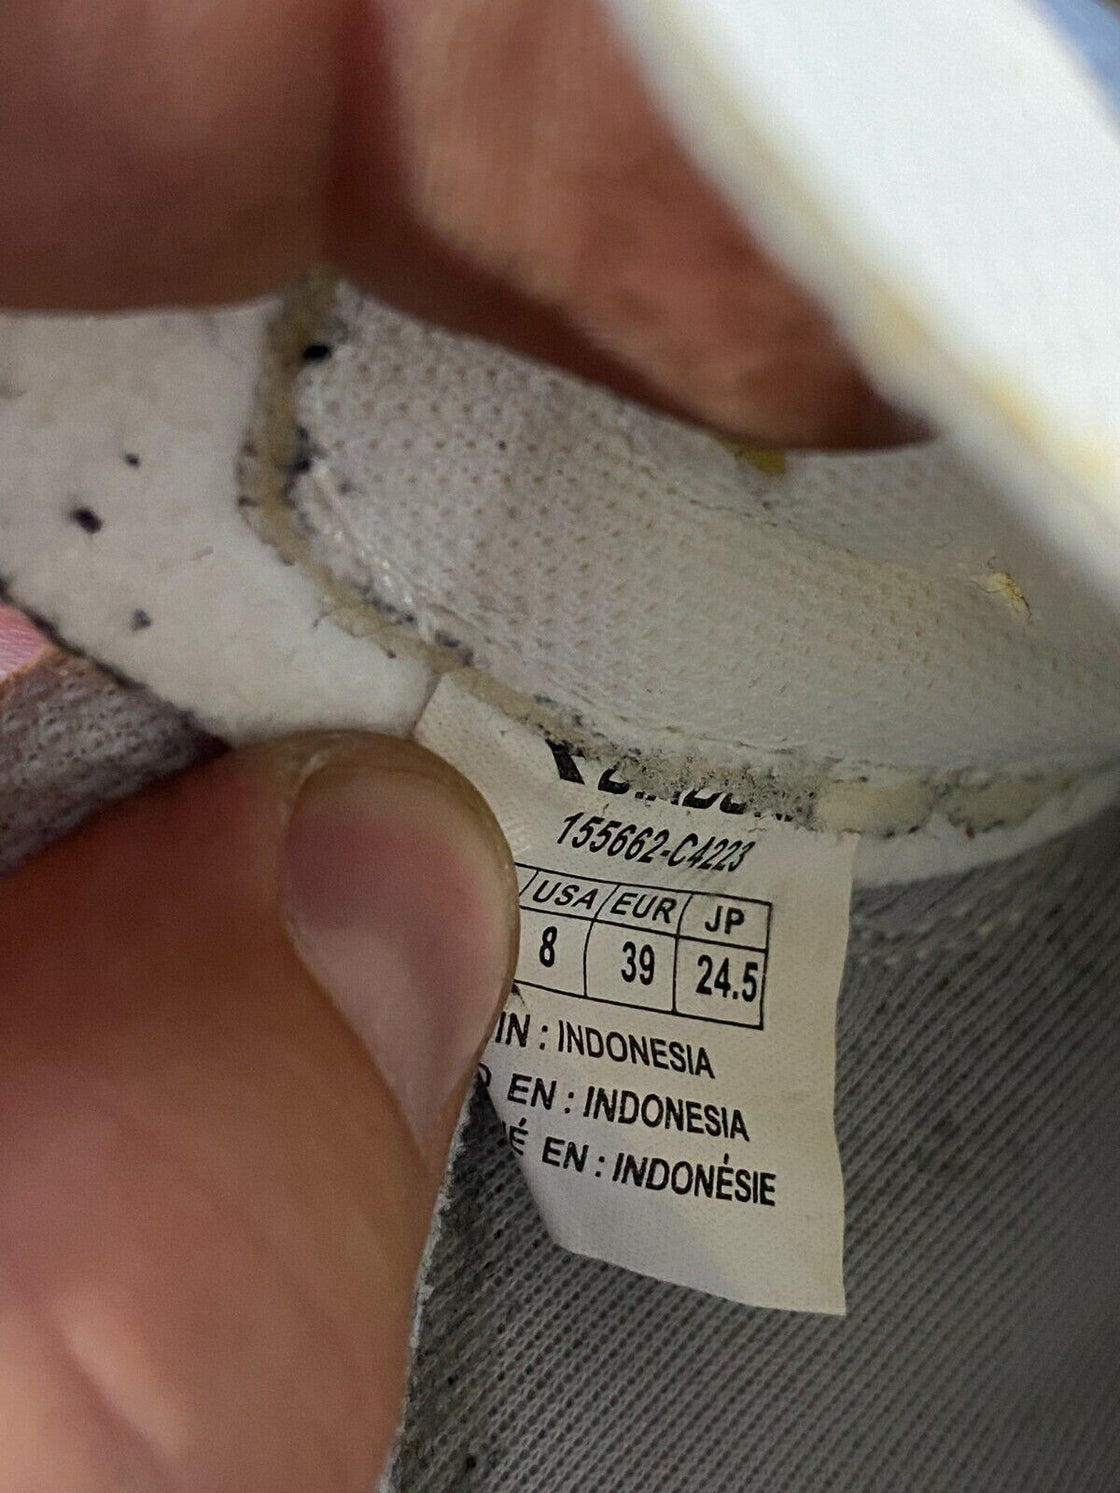 155662-C4223
USA EUR JP
8 39 24.5
IN : INDONESIA
EN : INDONESIA
É EN : INDONÉSIE